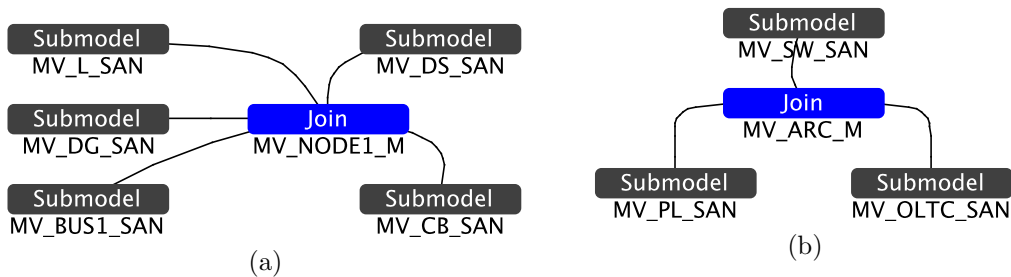 Submodel
MV_L_SAN
Submodel
MV_DS_SAN
Submodel
MV_DG_SAN
Join
MV_NODE1_M
Submodel
MV_BUS1_SAN
Submodel
MV_CB_SAN
(a)
Submodel
MV_SW_SAN
Join
MV_ARC_M
Submodel
MV_PL_SAN
Submodel
MV_OLTC_SAN
(b)